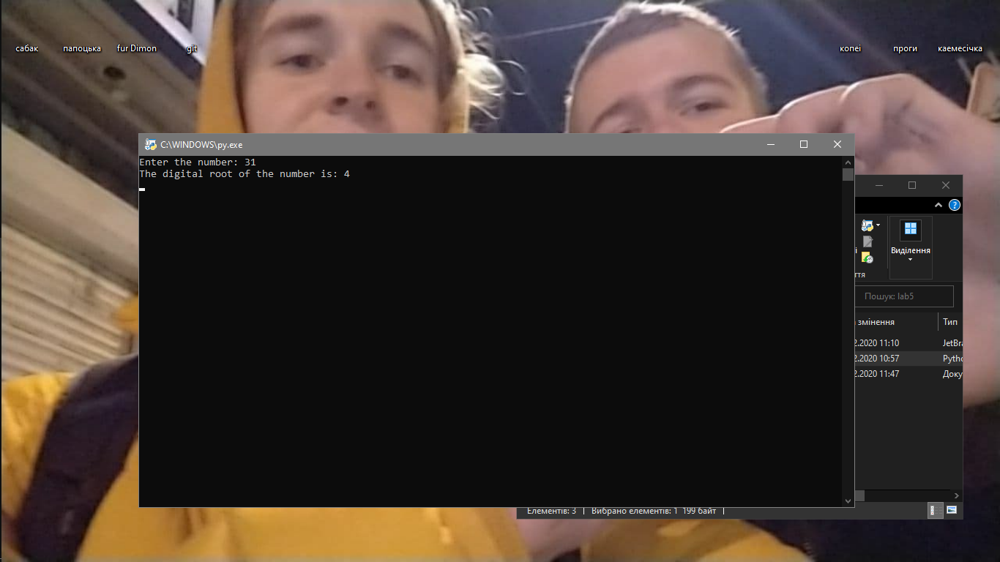 сабак
папоцька
fur Dimon
git
копеі
проги
каемесічка
C:\WINDOWS\py.exe
Enter the number: 31
The digital root of the number is: 4
Виділення
Пошук: lab5
змінення
Тип
2.2020 11:10
JetBra
2.2020 10:57
Pytho
2.2020 11:47
Доку
Елементів: 3
Вибрано елементів: 1 199 байт